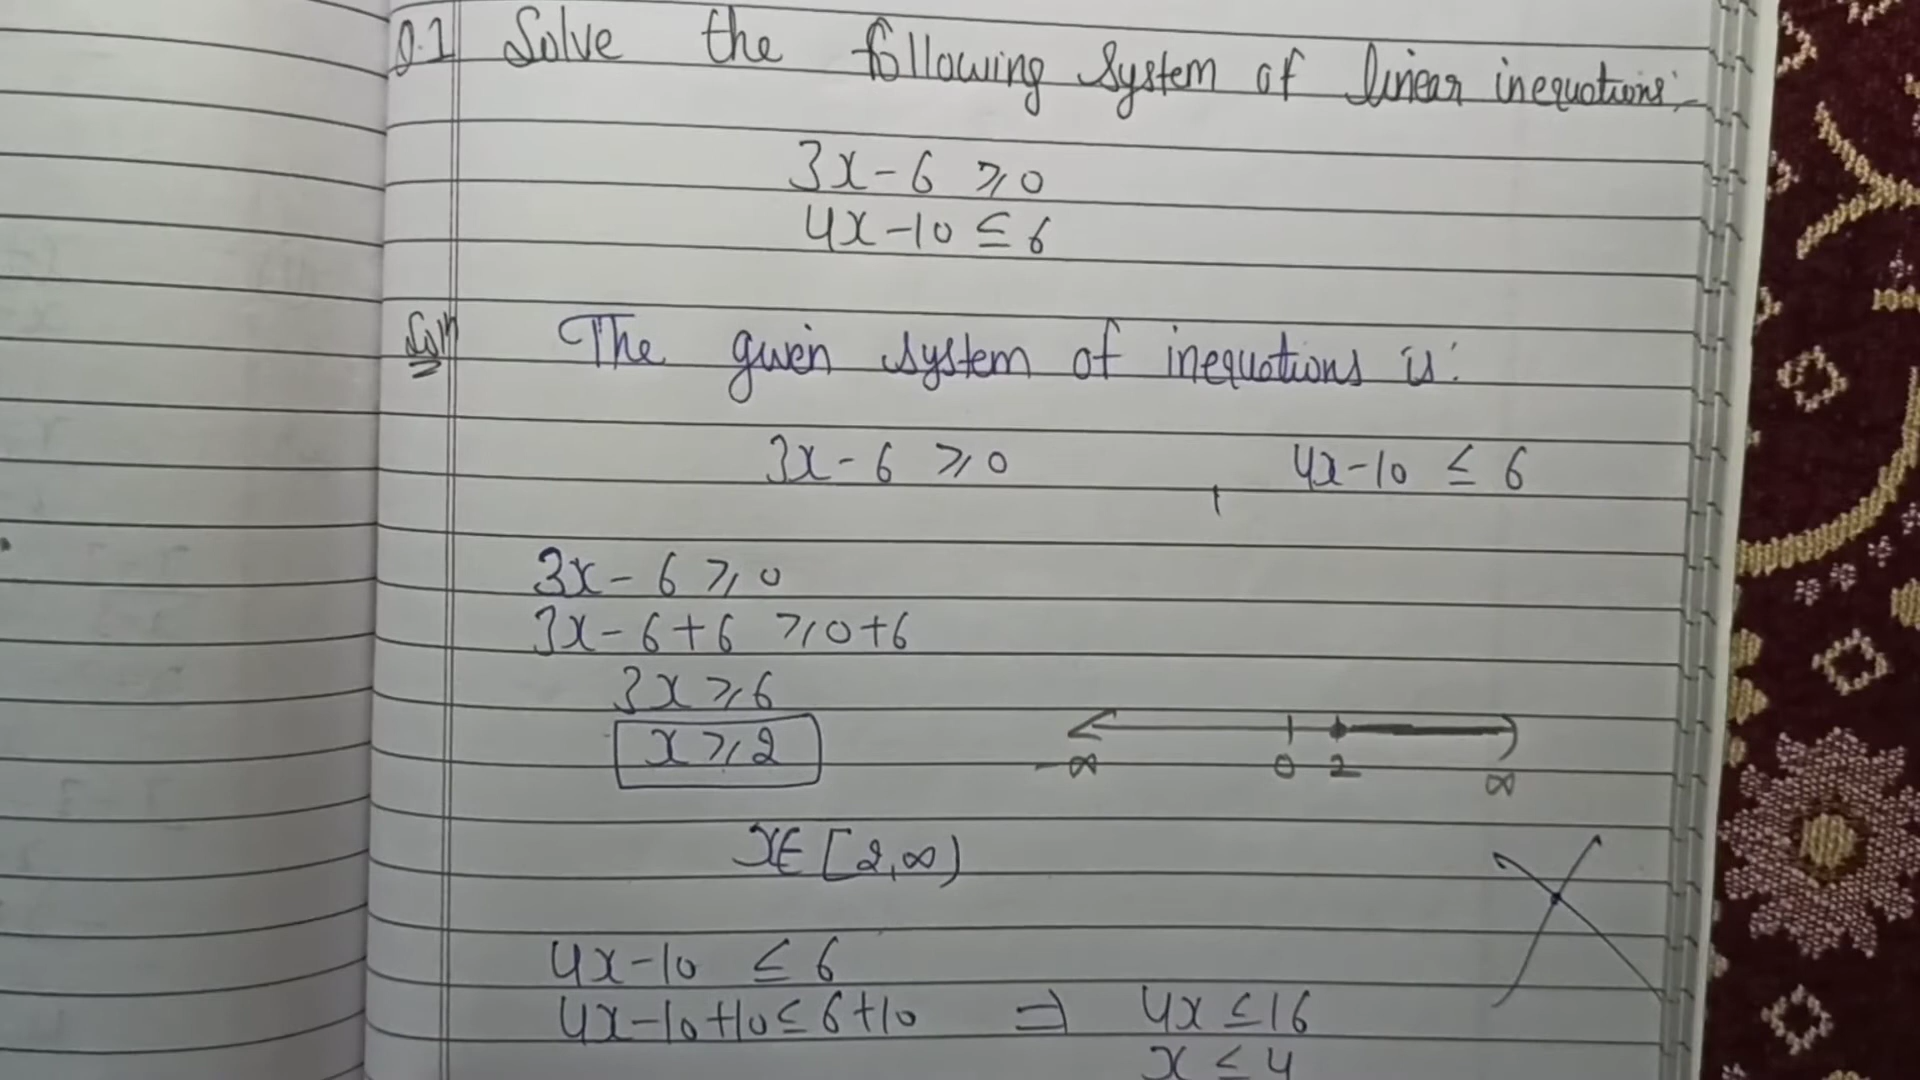 Q.1 Solve the following system of linear inequations:-
3x - 6 ≥ 0
4x - 10 ≤ 6
Soln The given system of inequations is:
3x - 6 ≥ 0 , 4x - 10 ≤ 6
3x - 6 ≥ 0
3x - 6 + 6 ≥ 0 + 6
3x ≥ 6
x ≥ 2
-∞ 0 2 ∞
x ∈ [2, ∞)
4x - 10 ≤ 6
4x - 10 + 10 ≤ 6 + 10 ⇒ 4x ≤ 16
x ≤ 4